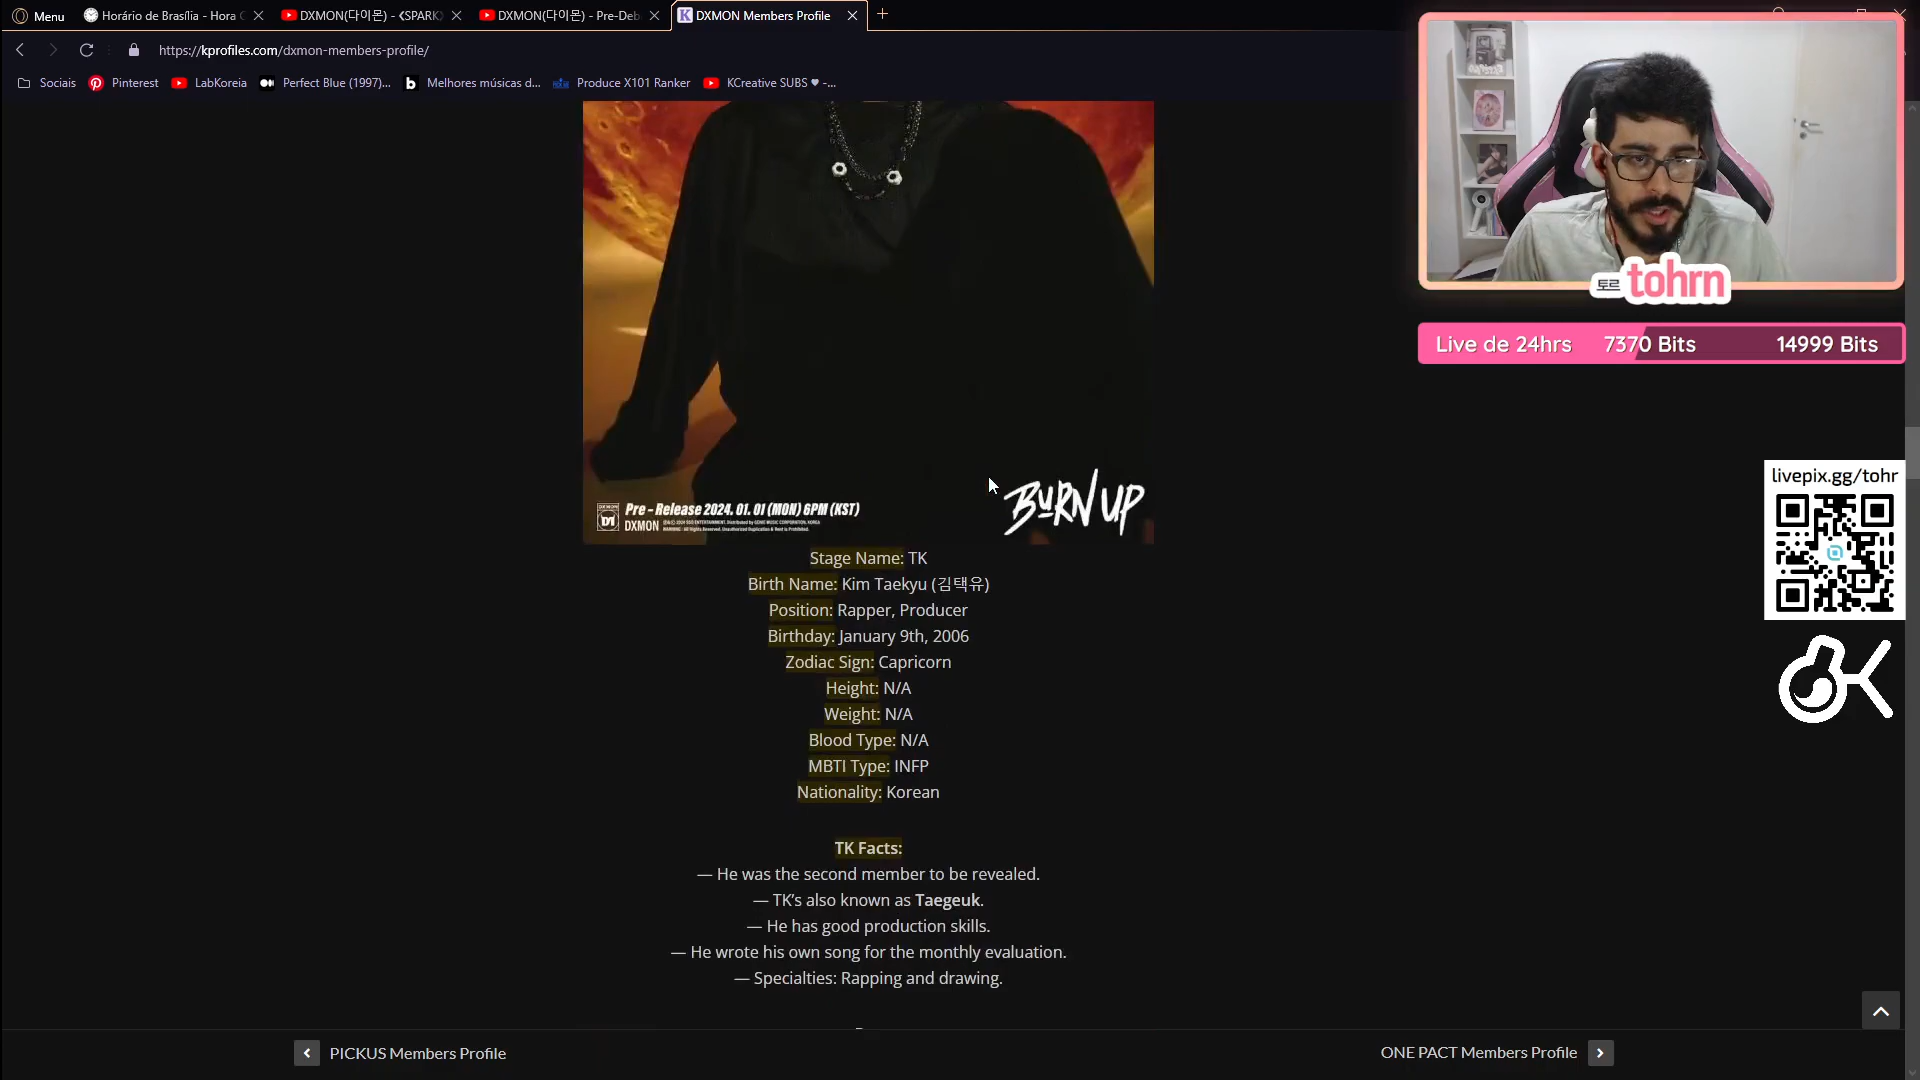 Menu
Horário de Brasília - Hora
DXMON(다이몬) - 《SPARK
DXMON(다이몬) - Pre-Deb
DXMON Members Profile
https://kprofiles.com/dxmon-members-profile/
Sociais
Pinterest
LabKoreia
Perfect Blue (1997)...
Melhores músicas d...
Produce X101 Ranker
KCreative SUBS ♥ -...
토르 tohrn
Live de 24hrs 7370 Bits 14999 Bits
livepix.gg/tohr
Pre - Release 2024. 01. 01 (MON) 6PM (KST)
DXMON
BURN UP
Stage Name: TK
Birth Name: Kim Taekyu (김택유)
Position: Rapper, Producer
Birthday: January 9th, 2006
Zodiac Sign: Capricorn
Height: N/A
Weight: N/A
Blood Type: N/A
MBTI Type: INFP
Nationality: Korean
TK Facts:
— He was the second member to be revealed.
— TK’s also known as Taegeuk.
— He has good production skills.
— He wrote his own song for the monthly evaluation.
— Specialties: Rapping and drawing.
PICKUS Members Profile
ONE PACT Members Profile